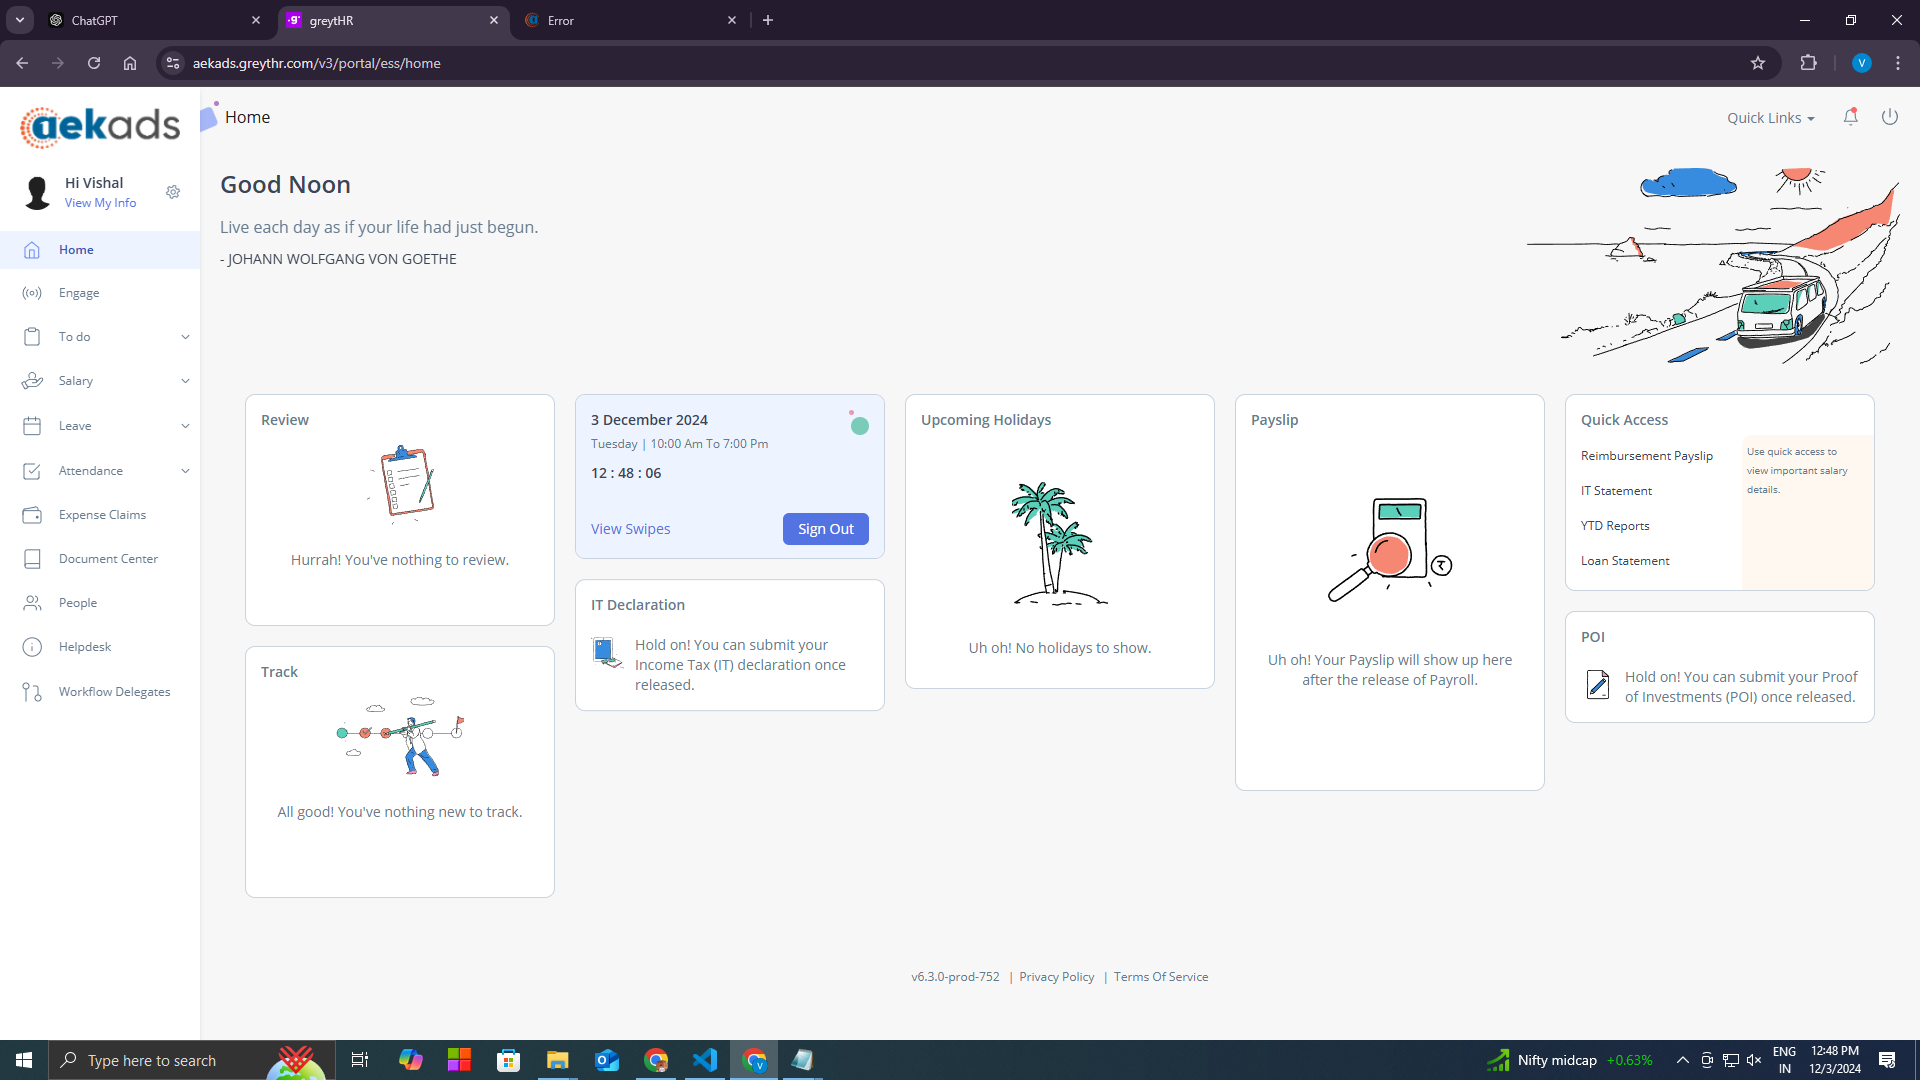 ChatGPT
greytHR
Error
aekads.greythr.com/v3/portal/ess/home
V
aekads
Home
Quick Links
Hi Vishal
View My Info
Good Noon
Live each day as if your life had just begun.
- JOHANN WOLFGANG VON GOETHE
Home
Engage
To do
Salary
Leave
Attendance
Expense Claims
Document Center
People
Helpdesk
Workflow Delegates
Review
Hurrah! You've nothing to review.
Track
All good! You've nothing new to track.
3 December 2024
Tuesday | 10:00 Am To 7:00 Pm
12 : 48 : 06
View Swipes
Sign Out
IT Declaration
Hold on! You can submit your
Income Tax (IT) declaration once
released.
Upcoming Holidays
Uh oh! No holidays to show.
Payslip
₹
Uh oh! Your Payslip will show up here
after the release of Payroll.
Quick Access
Reimbursement Payslip
IT Statement
YTD Reports
Loan Statement
Use quick access to
view important salary
details.
POI
Hold on! You can submit your Proof
of Investments (POI) once released.
v6.3.0-prod-752 | Privacy Policy | Terms Of Service
Type here to search
Nifty midcap +0.63%
ENG
IN
12:48 PM
12/3/2024